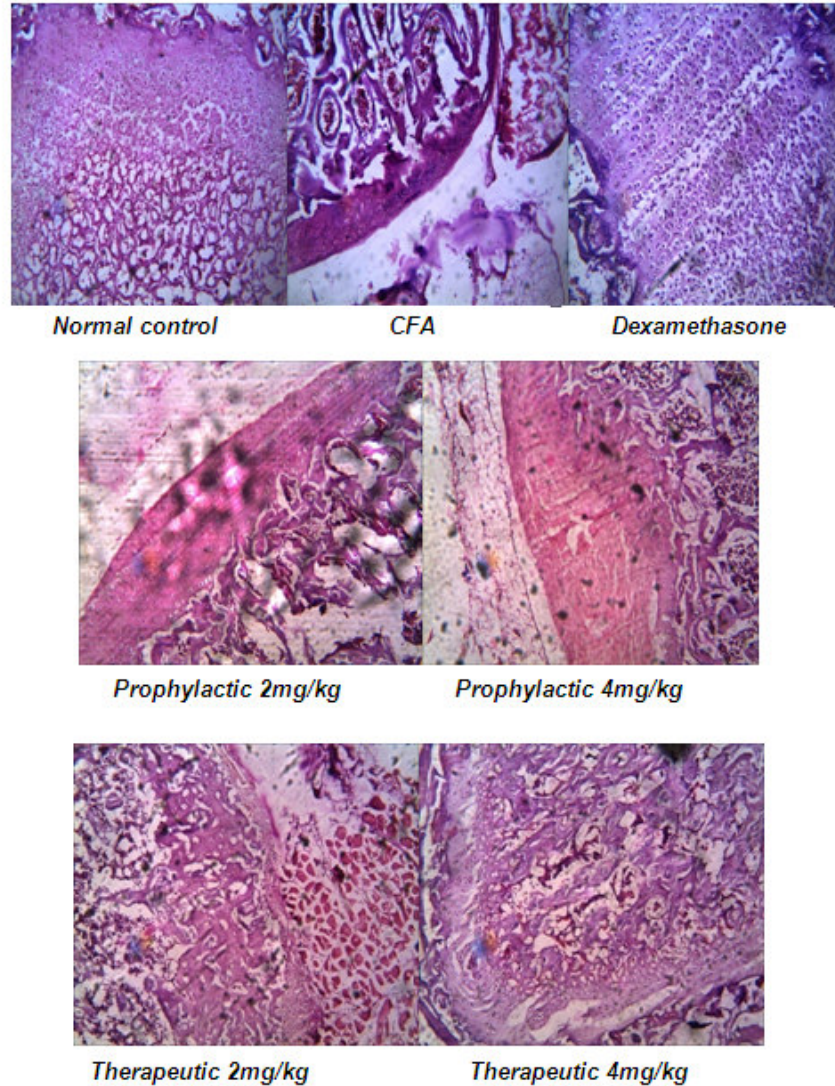 Normal control CFA Dexamethasone
Prophylactic 2mg/kg Prophylactic 4mg/kg
Therapeutic 2mg/kg Therapeutic 4mg/kg